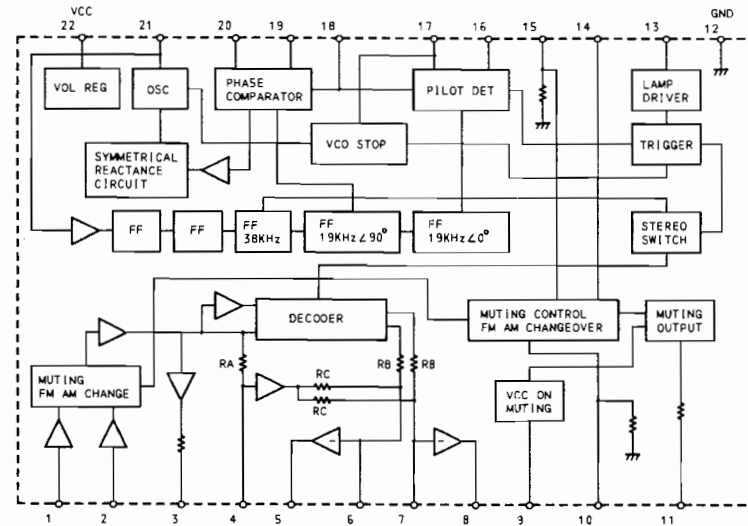 VCC
GND
22
21
20
19
18
17
16
15
14
13
12
VOL REG
OSC
PHASE
COMPARATOR
PILOT DET
LAMP
DRIVER
VCO STOP
TRIGGER
SYMMETRICAL
REACTANCE
CIRCUIT
FF
FF
FF
38KHz
FF
19KHz∠90°
FF
19KHz∠0°
STEREO
SWITCH
DECODER
MUTING CONTROL
FM AM CHANGEOVER
MUTING
OUTPUT
RA
RB
RB
RC
RC
MUTING
FM AM CHANGE
VCC ON
MUTING
-
-
1
2
3
4
5
6
7
8
9
10
11